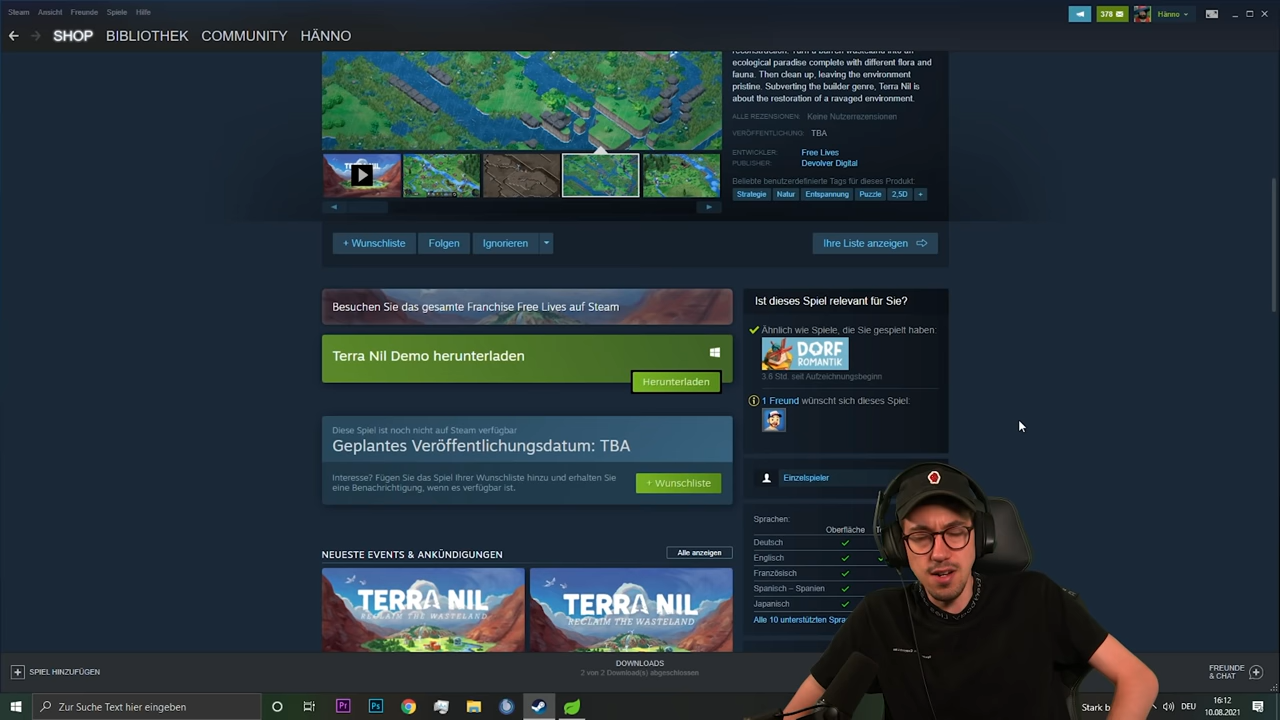 Steam Ansicht Freunde Spiele Hilfe
378
Hänno
SHOP BIBLIOTHEK COMMUNITY HÄNNO
ecological paradise complete with different flora and
fauna. Then clean up, leaving the environment
pristine. Subverting the builder genre, Terra Nil is
about the restoration of a ravaged environment.
ALLE REZENSIONEN: Keine Nutzerrezensionen
VERÖFFENTLICHUNG: TBA
ENTWICKLER: Free Lives
PUBLISHER: Devolver Digital
Beliebte benutzerdefinierte Tags für dieses Produkt:
Strategie Natur Entspannung Puzzle 2,5D +
+ Wunschliste Folgen Ignorieren
Ihre Liste anzeigen
Besuchen Sie das gesamte Franchise Free Lives auf Steam
Terra Nil Demo herunterladen
Herunterladen
Diese Spiel ist noch nicht auf Steam verfügbar
Geplantes Veröffentlichungsdatum: TBA
Interesse? Fügen Sie das Spiel Ihrer Wunschliste hinzu und erhalten Sie
eine Benachrichtigung, wenn es verfügbar ist.
+ Wunschliste
NEUESTE EVENTS & ANKÜNDIGUNGEN
Alle anzeigen
TERRA NIL
RECLAIM THE WASTELAND
TERRA NIL
RECLAIM THE WASTELAND
Ist dieses Spiel relevant für Sie?
Ähnlich wie Spiele, die Sie gespielt haben:
DORF
ROMANTIK
3.6 Std. seit Aufzeichnungsbeginn
1 Freund wünscht sich dieses Spiel:
Einzelspieler
Sprachen:
Oberfläche
Deutsch
Englisch
Französisch
Spanisch – Spanien
Japanisch
Alle 10 unterstützten
+ SPIEL HINZUFÜGEN
DOWNLOADS
2 von 2 Download(s) abgeschlossen
FREUNDE
& CHAT
Zur Suche Text hier eingeben
Pr
Ps
Stark
DEU
16:12
10.08.2021